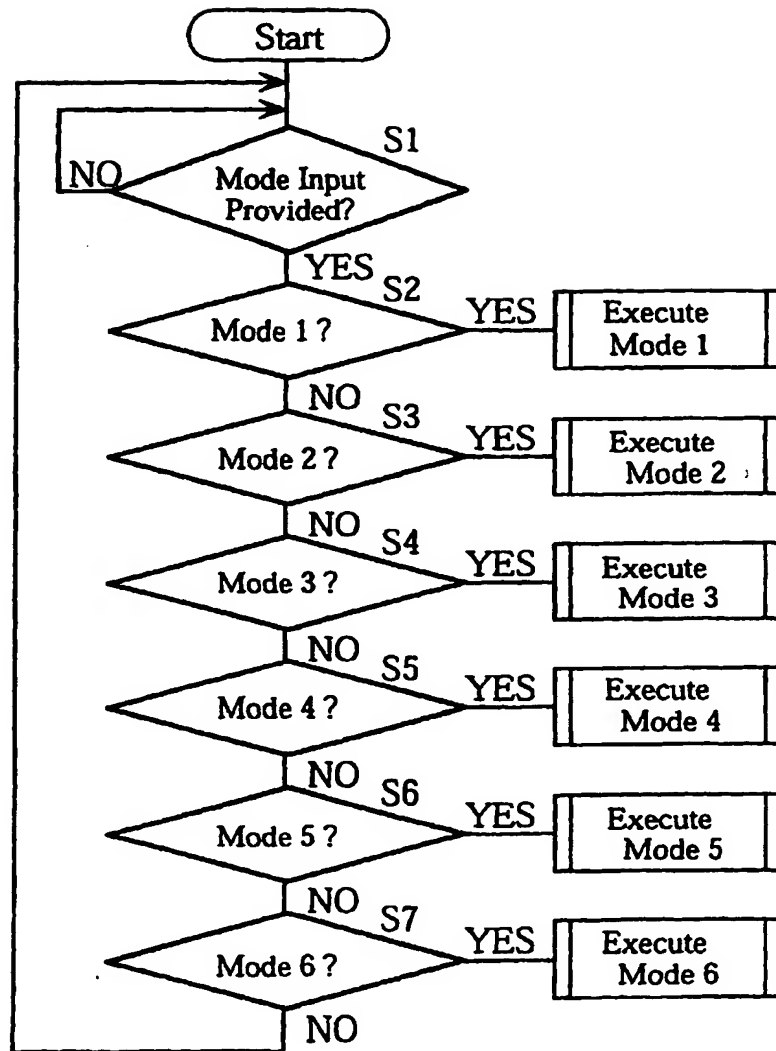 Start
S1
NO
Mode Input
Provided?
YES
S2
Mode 1 ?
YES
Execute
Mode 1
NO
S3
Mode 2 ?
YES
Execute
Mode 2
NO
S4
Mode 3 ?
YES
Execute
Mode 3
NO
S5
Mode 4 ?
YES
Execute
Mode 4
NO
S6
Mode 5 ?
YES
Execute
Mode 5
NO
S7
Mode 6 ?
YES
Execute
Mode 6
NO